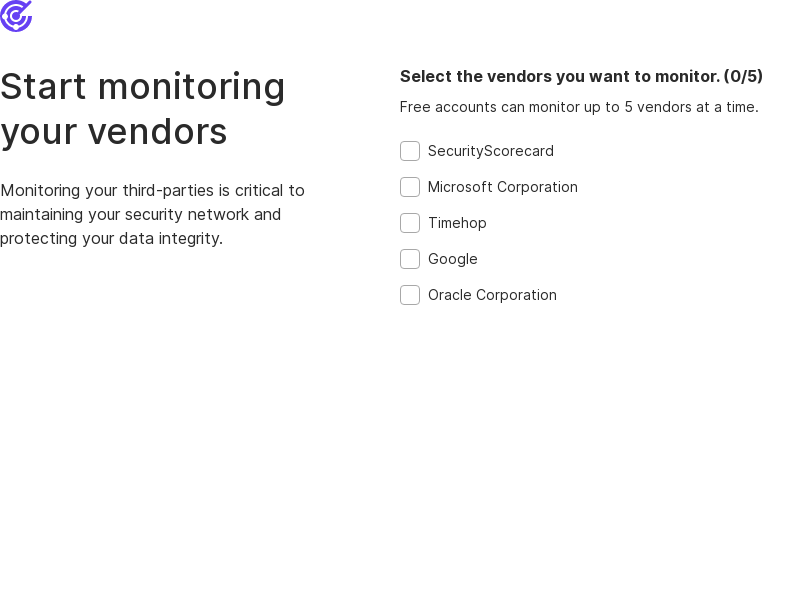 Start monitoring
your vendors
Monitoring your third-parties is critical to
maintaining your security network and
protecting your data integrity.
Select the vendors you want to monitor. (0/5)
Free accounts can monitor up to 5 vendors at a time.
SecurityScorecard
Microsoft Corporation
Timehop
Google
Oracle Corporation